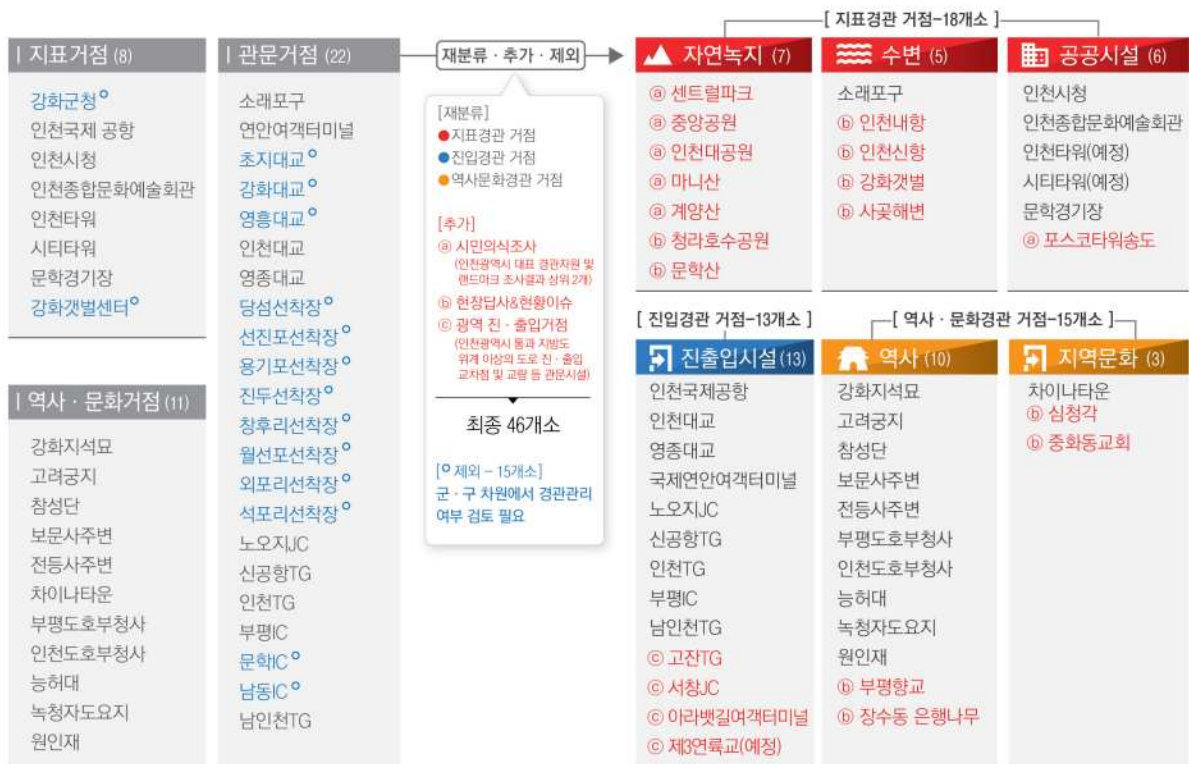 | 지표거점 (8)
강화군청 ○
인천국제 공항
인천시청
인천종합문화예술회관
인천타워
시티타워
문학경기장
강화갯벌센터 ○
| 역사 · 문화거점 (11)
강화지석묘
고려궁지
참성단
보문사주변
전등사주변
차이나타운
부평도호부청사
인천도호부청사
능허대
녹청자도요지
원인재
| 관문거점 (22)
소래포구
연안여객터미널
초지대교 ○
강화대교 ○
영흥대교 ○
인천대교
영종대교
당섬선착장 ○
선진포선착장 ○
용기포선착장 ○
진두선착장 ○
창후리선착장 ○
월선포선착장 ○
외포리선착장 ○
석포리선착장 ○
노오지JC
신공항TG
인천TG
부평IC
문학IC ○
남동IC ○
남인천TG
재분류 · 추가 · 제외
[재분류]
● 지표경관 거점
● 진입경관 거점
● 역사문화경관 거점
[추가]
ⓐ 시민의식조사
(인천광역시 대표 경관자원 및
랜드마크 조사결과 상위 2개)
ⓑ 현장답사&현황이슈
ⓒ 광역 진 · 출입거점
(인천광역시 통과 지방도
위계 이상의 도로 진 · 출입
교차점 및 교량 등 관문시설)
최종 46개소
[○ 제외 – 15개소]
군 · 구 차원에서 경관관리
여부 검토 필요
[ 지표경관 거점–18개소 ]
자연녹지 (7)
ⓐ 센트럴파크
ⓐ 중앙공원
ⓐ 인천대공원
ⓐ 마니산
ⓐ 계양산
ⓑ 청라호수공원
ⓑ 문학산
수변 (5)
소래포구
ⓑ 인천내항
ⓑ 인천신항
ⓑ 강화갯벌
ⓑ 사곶해변
공공시설 (6)
인천시청
인천종합문화예술회관
인천타워(예정)
시티타워(예정)
문학경기장
ⓐ 포스코타워송도
[ 진입경관 거점–13개소 ]
진출입시설 (13)
인천국제공항
인천대교
영종대교
국제연안여객터미널
노오지JC
신공항TG
인천TG
부평IC
남인천TG
ⓒ 고잔TG
ⓒ 서창JC
ⓒ 아라뱃길여객터미널
ⓒ 제3연륙교(예정)
[ 역사 · 문화경관 거점–15개소 ]
역사 (10)
강화지석묘
고려궁지
참성단
보문사주변
전등사주변
부평도호부청사
인천도호부청사
능허대
녹청자도요지
원인재
ⓑ 부평향교
ⓑ 장수동 은행나무
지역문화 (3)
차이나타운
ⓑ 심청각
ⓑ 중화동교회